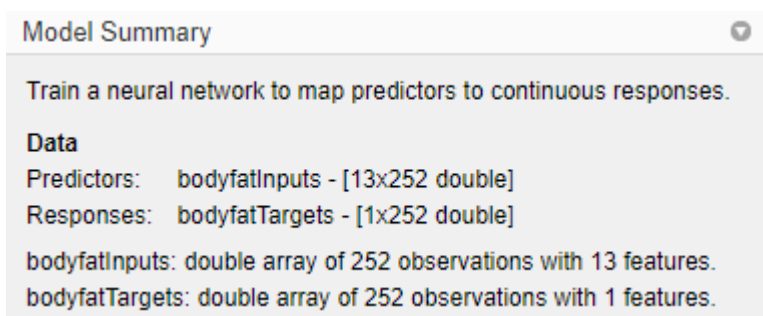 Model Summary
Train a neural network to map predictors to continuous responses.
Data
Predictors: bodyfatInputs - [13x252 double]
Responses: bodyfatTargets - [1x252 double]
bodyfatInputs: double array of 252 observations with 13 features.
bodyfatTargets: double array of 252 observations with 1 features.